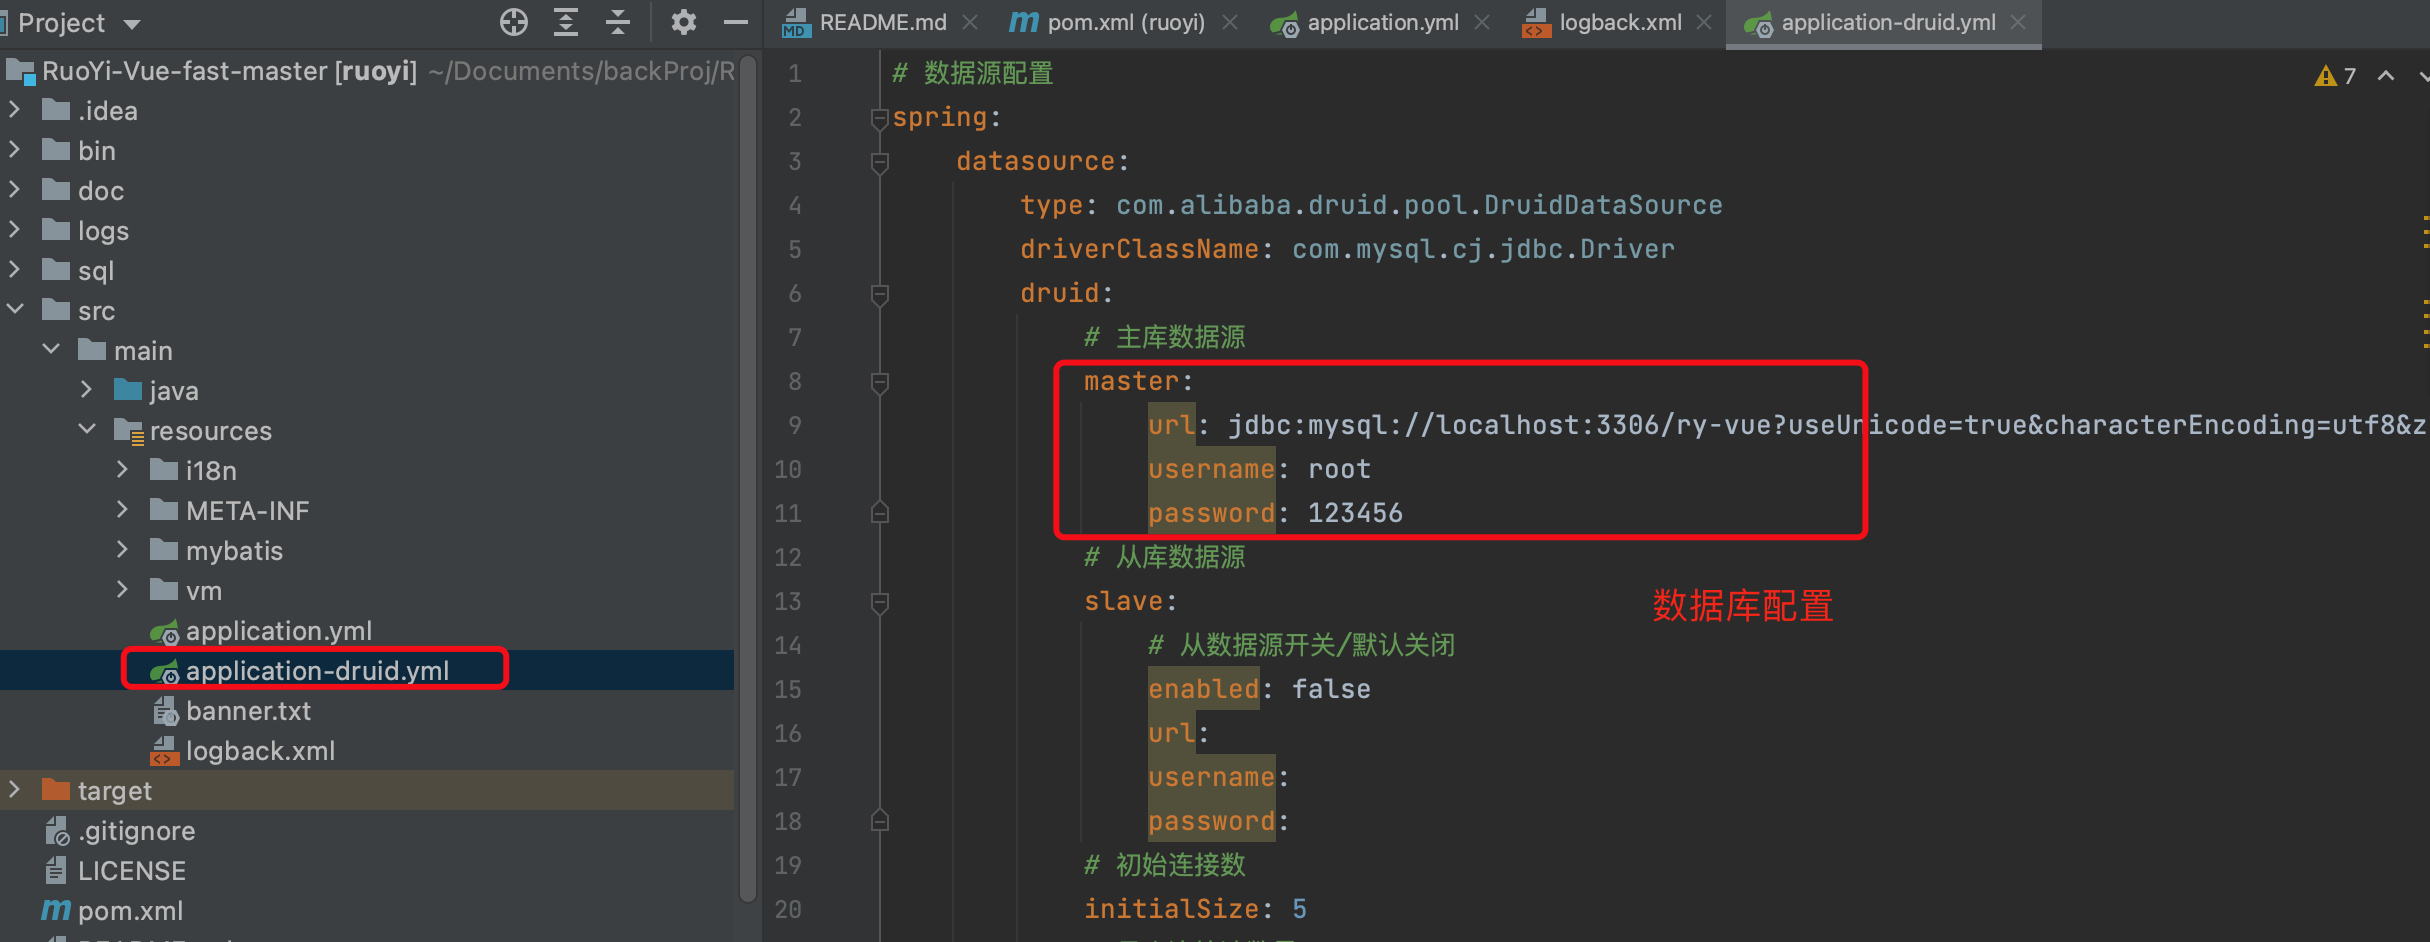 Project
README.md
pom.xml (ruoyi)
application.yml
logback.xml
application-druid.yml
RuoYi-Vue-fast-master [ruoyi] ~/Documents/backProj/R
.idea
bin
doc
logs
sql
src
main
java
resources
i18n
META-INF
mybatis
vm
application.yml
application-druid.yml
banner.txt
logback.xml
target
.gitignore
LICENSE
pom.xml
7
1 # 数据源配置
2 spring:
3 datasource:
4 type: com.alibaba.druid.pool.DruidDataSource
5 driverClassName: com.mysql.cj.jdbc.Driver
6 druid:
7 # 主库数据源
8 master:
9 url: jdbc:mysql://localhost:3306/ry-vue?useUnicode=true&characterEncoding=utf8&z
10 username: root
11 password: 123456
12 # 从库数据源
13 slave:
数据库配置
14 # 从数据源开关/默认关闭
15 enabled: false
16 url:
17 username:
18 password:
19 # 初始连接数
20 initialSize: 5